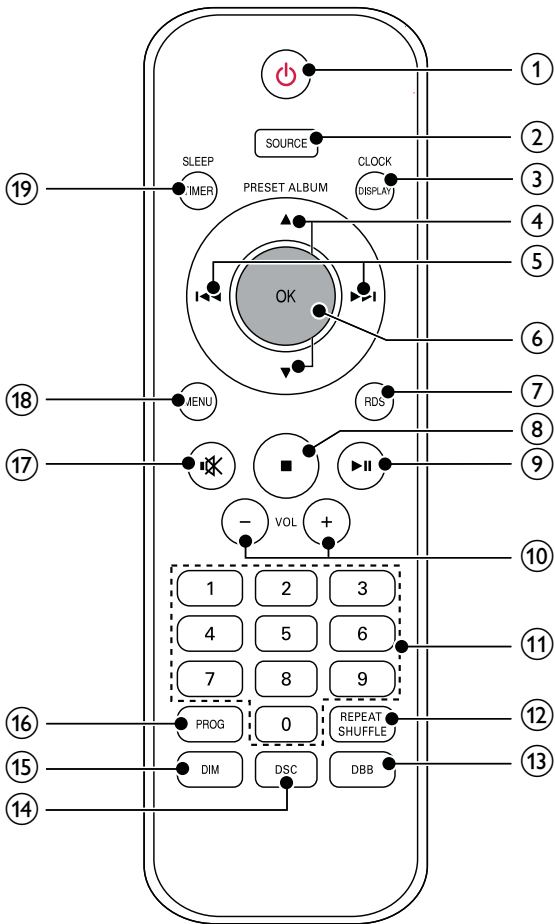 ①
SOURCE
②
SLEEP
CLOCK
⑲
TIMER
PRESET ALBUM
DISPLAY
③
④
⑤
OK
⑥
⑱
MENU
RDS
⑦
⑧
⑰
⑨
− VOL +
⑩
1 2 3
4 5 6
⑪
7 8 9
⑯
PROG
0
REPEAT
SHUFFLE
⑫
⑮
DIM
DSC
DBB
⑬
⑭